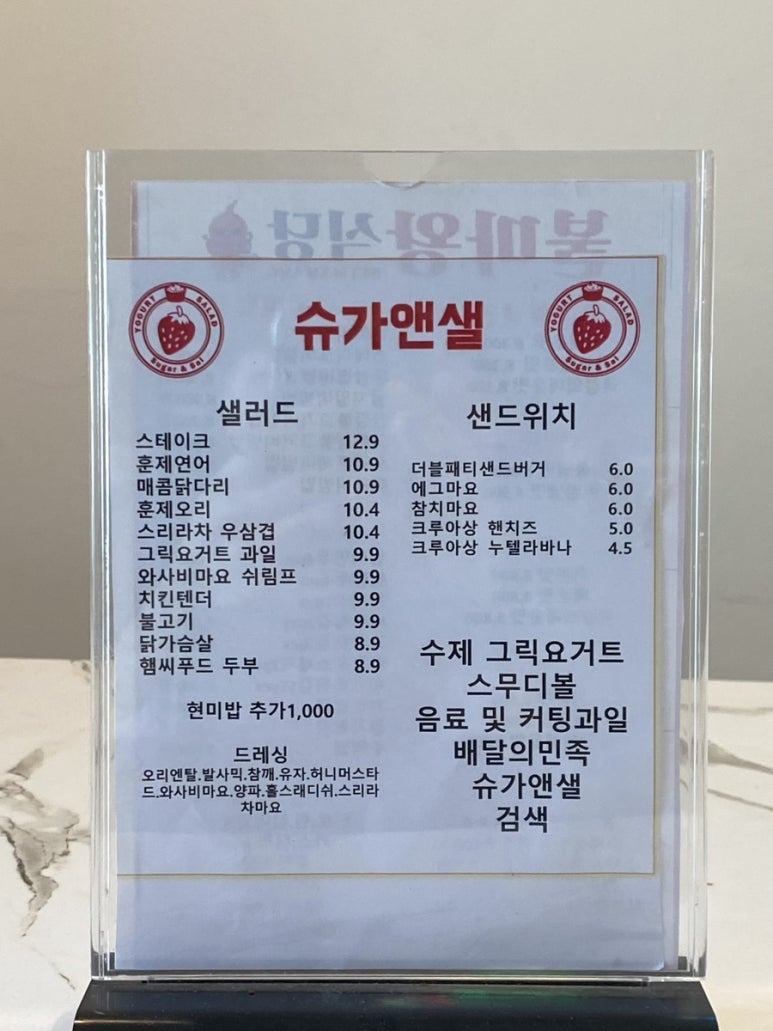 불마왕식당
YOGURT SALAD
Sugar & Sal
슈가앤샐
YOGURT SALAD
Sugar & Sal
샐러드
스테이크 12.9
훈제연어 10.9
매콤닭다리 10.9
훈제오리 10.4
스리라차 우삼겹 10.4
그릭요거트 과일 9.9
와사비마요 쉬림프 9.9
치킨텐더 9.9
불고기 9.9
닭가슴살 8.9
햄씨푸드 두부 8.9
현미밥 추가1,000
드레싱
오리엔탈.발사믹.참깨.유자.허니머스타
드.와사비마요.양파.홀스래디쉬.스리라
차마요
샌드위치
더블패티샌드버거 6.0
에그마요 6.0
참치마요 6.0
크루아상 핸치즈 5.0
크루아상 누텔라바나 4.5
수제 그릭요거트
스무디볼
음료 및 커팅과일
배달의민족
슈가앤샐
검색